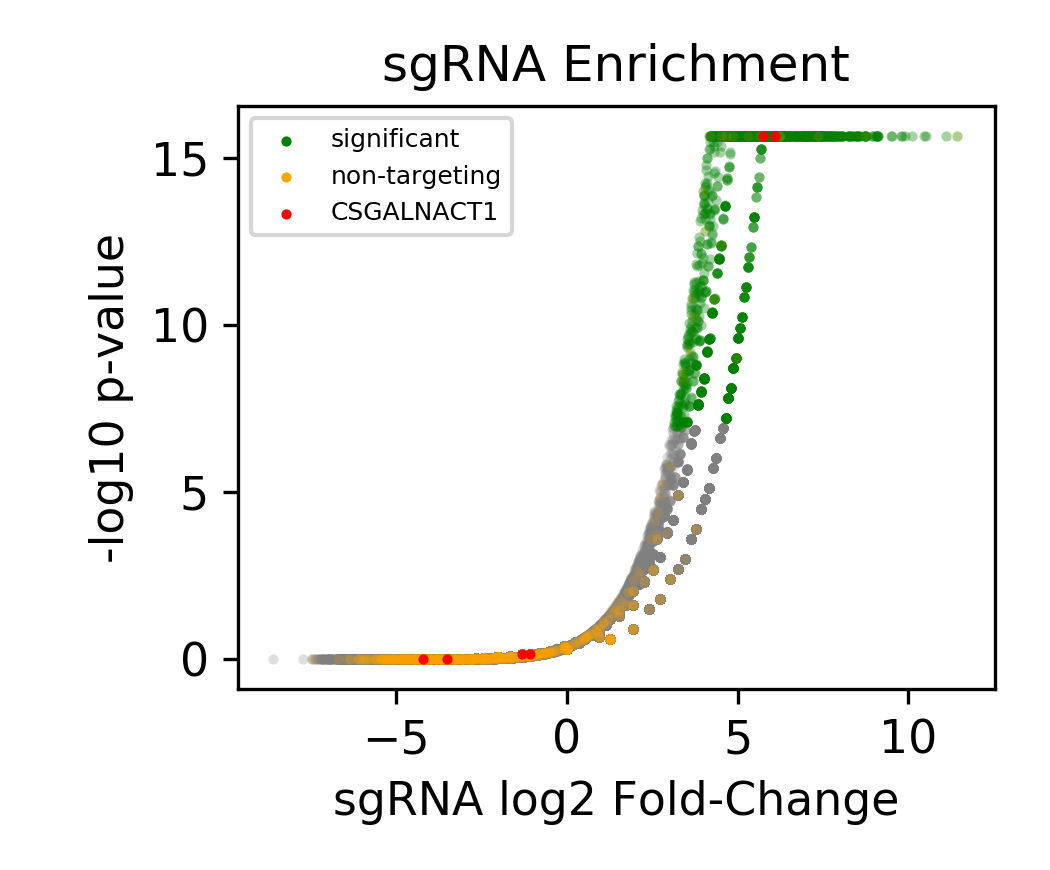 sgRNA Enrichment
significant
non-targeting
CSGALNACT1
15
10
5
0
-log10 p-value
−5 0 5 10
sgRNA log2 Fold-Change